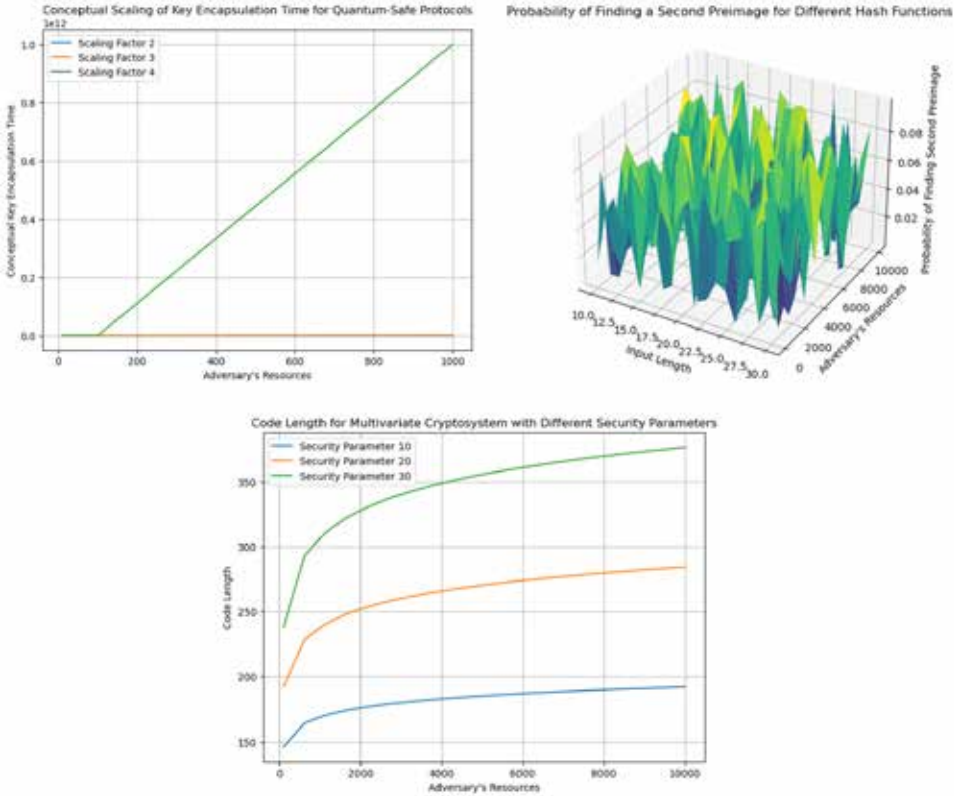 Conceptual Scaling of Key Encapsulation Time for Quantum-Safe Protocols
1e12
Scaling Factor 2
Scaling Factor 3
Scaling Factor 4
1.0
0.8
0.6
0.4
0.2
0.0
Conceptual Key Encapsulation Time
0
200
400
600
800
1000
Adversary's Resources
Probability of Finding a Second Preimage for Different Hash Functions
0.08
0.06
0.04
0.02
Probability of Finding Second Preimage
10.0
12.5
15.0
17.5
20.0
22.5
25.0
27.5
30.0
Input Length
0
2000
4000
6000
8000
10000
Adversary's Resources
Code Length for Multivariate Cryptosystem with Different Security Parameters
Security Parameter 10
Security Parameter 20
Security Parameter 30
350
300
250
200
150
Code Length
0
2000
4000
6000
8000
10000
Adversary's Resources